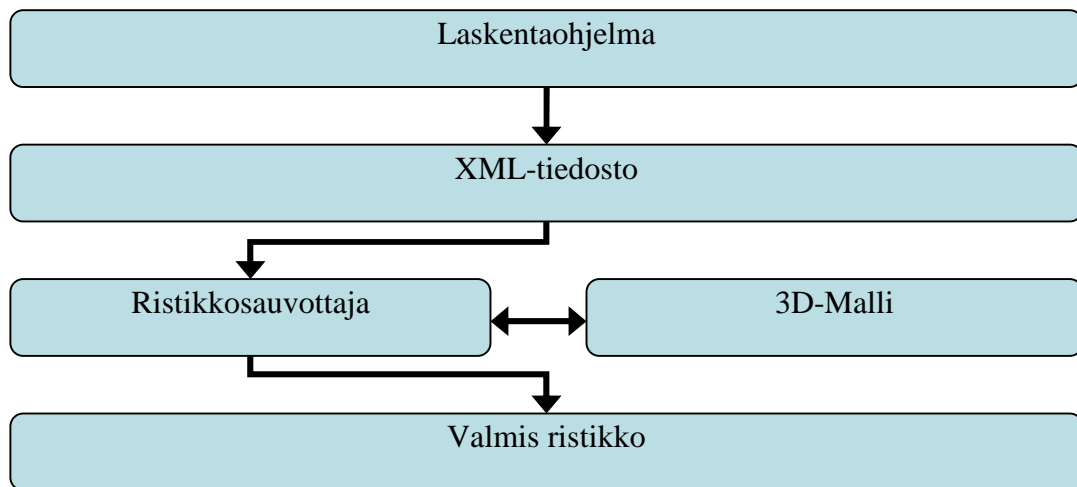 Laskentaohjelma
XML-tiedosto
Ristikkosauvottaja
3D-Malli
Valmis ristikko